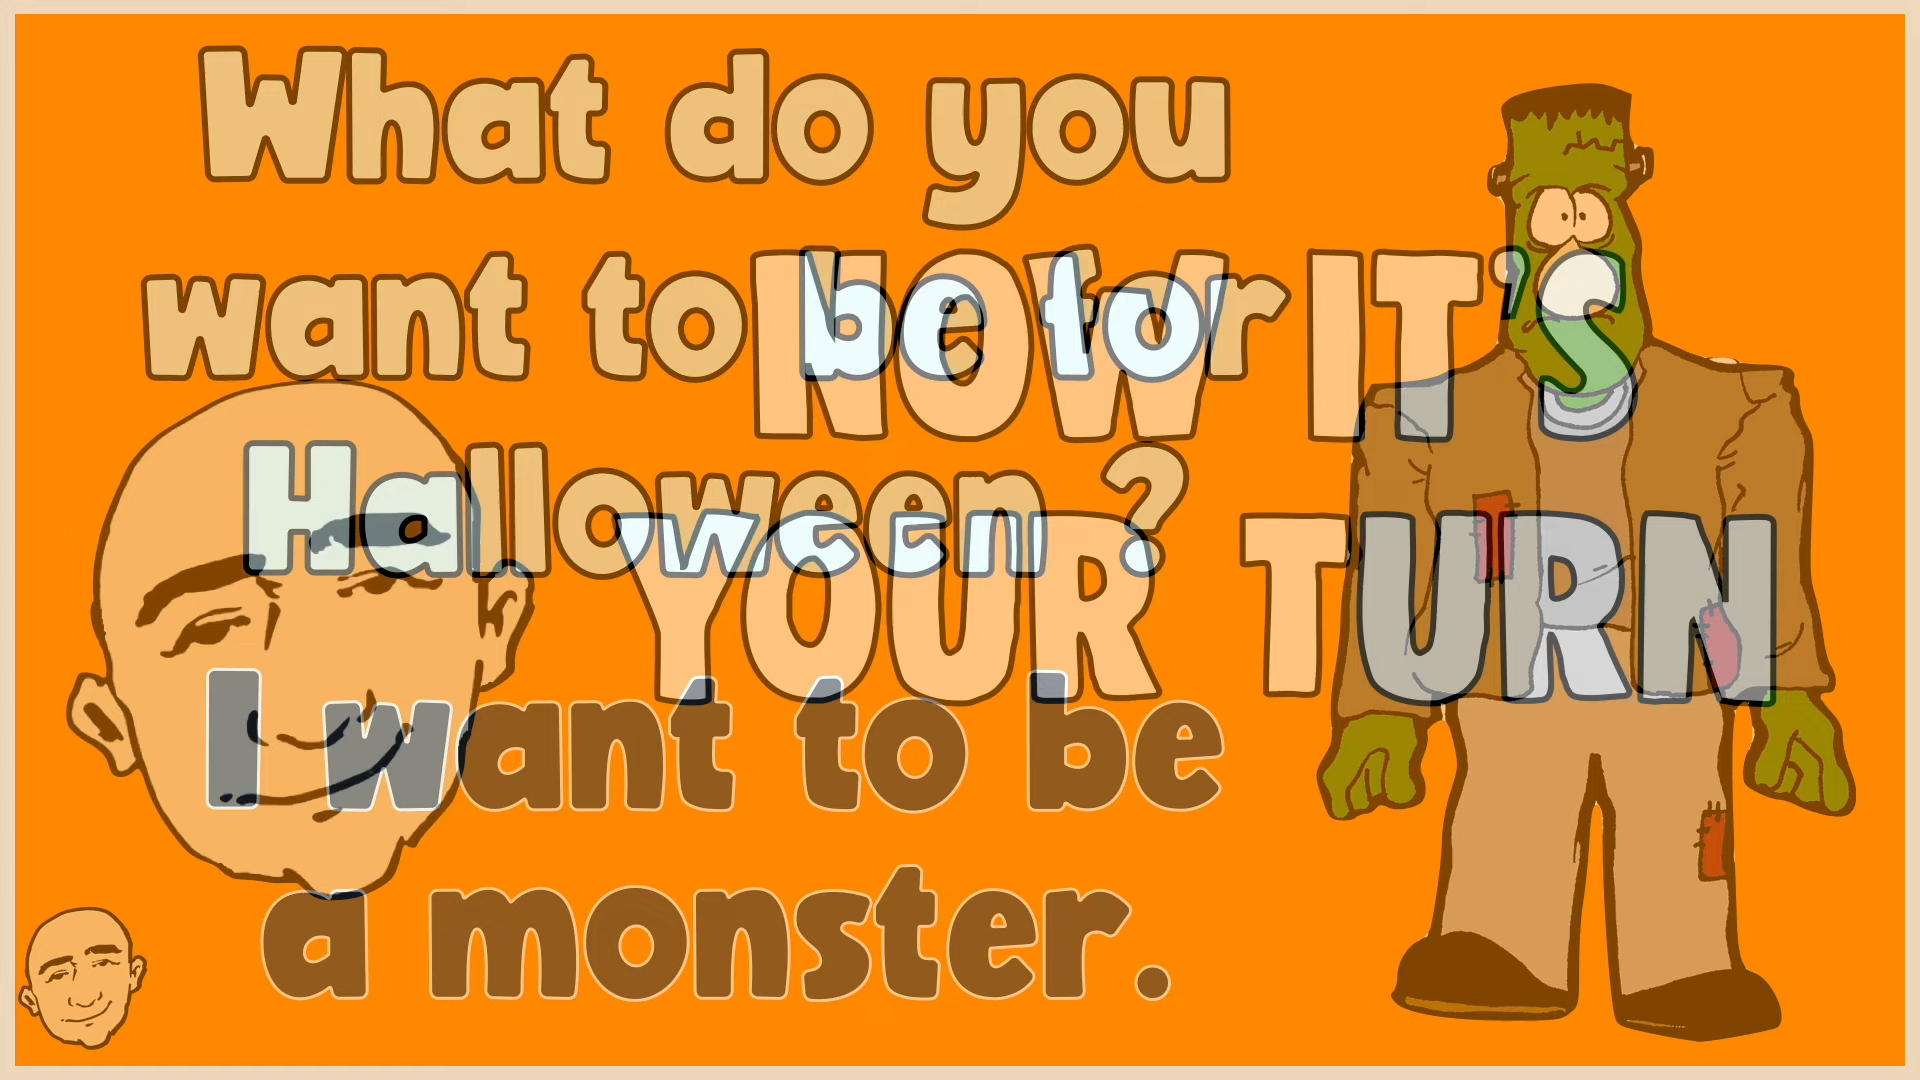 What do you
want to be for
Halloween ?
I want to be
a monster.
NOW IT'S
YOUR TURN